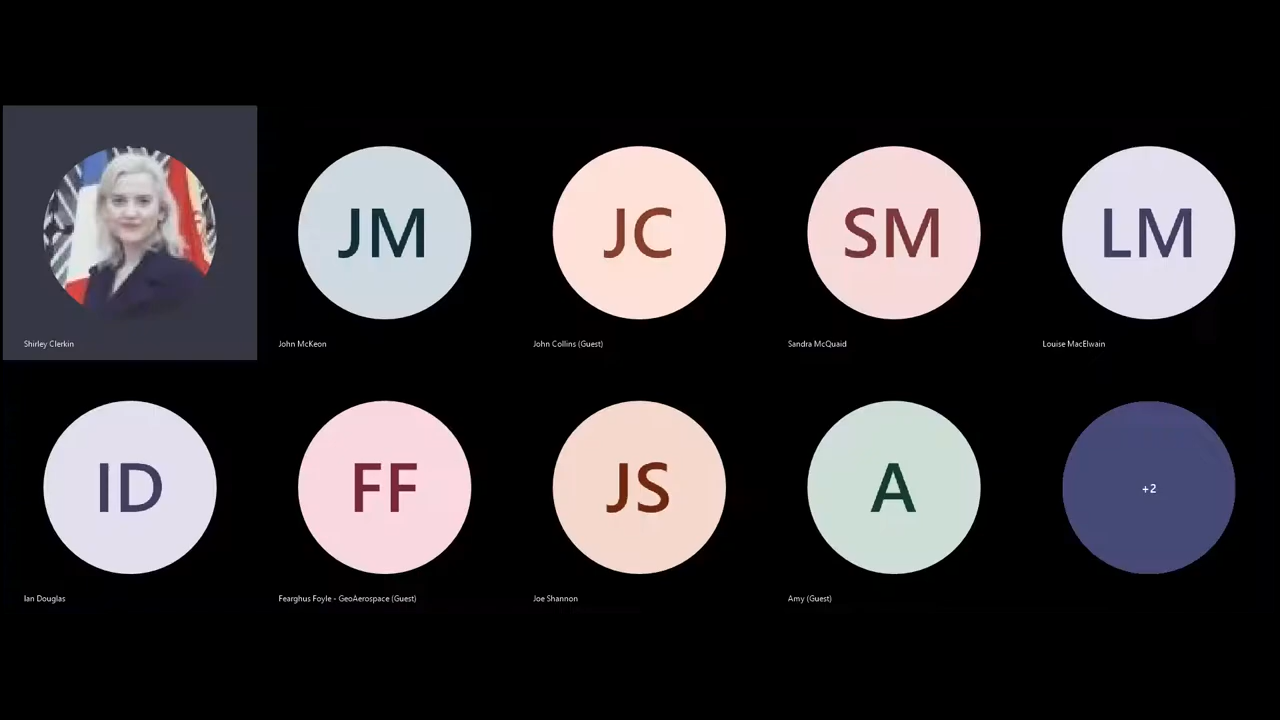 JM
JC
SM
LM
Shirley Clerkin
John McKeon
John Collins (Guest)
Sandra McQuaid
Louise MacElwain
ID
FF
JS
A
+2
Ian Douglas
Fearghus Foyle - GeoAerospace (Guest)
Joe Shannon
Amy (Guest)